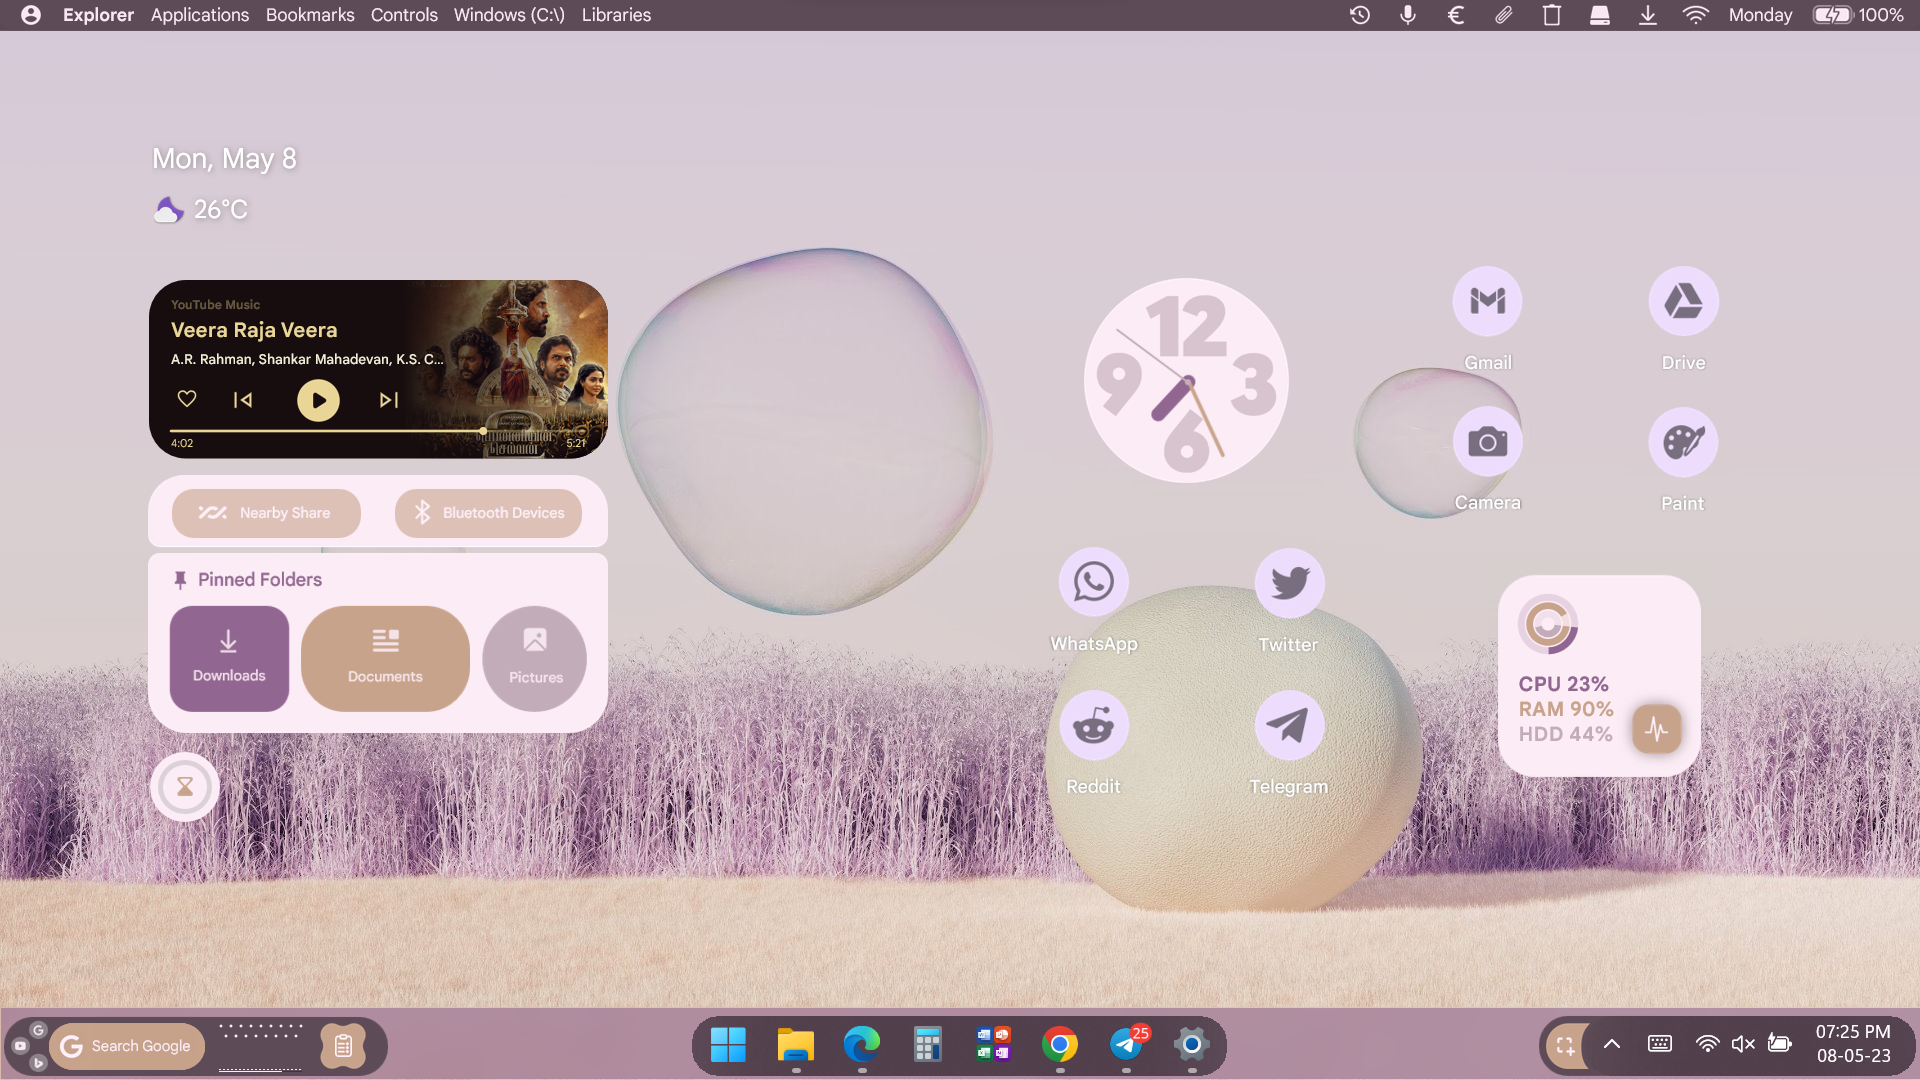 Explorer Applications Bookmarks Controls Windows (C:\) Libraries
Monday 100%
Mon, May 8
26°C
YouTube Music
Veera Raja Veera
A.R. Rahman, Shankar Mahadevan, K.S. C...
4:02
5:21
Nearby Share
Bluetooth Devices
Pinned Folders
Downloads
Documents
Pictures
12
3
6
9
Gmail
Drive
Camera
Paint
WhatsApp
Twitter
Reddit
Telegram
CPU 23%
RAM 90%
HDD 44%
Search Google
25
07:25 PM
08-05-23